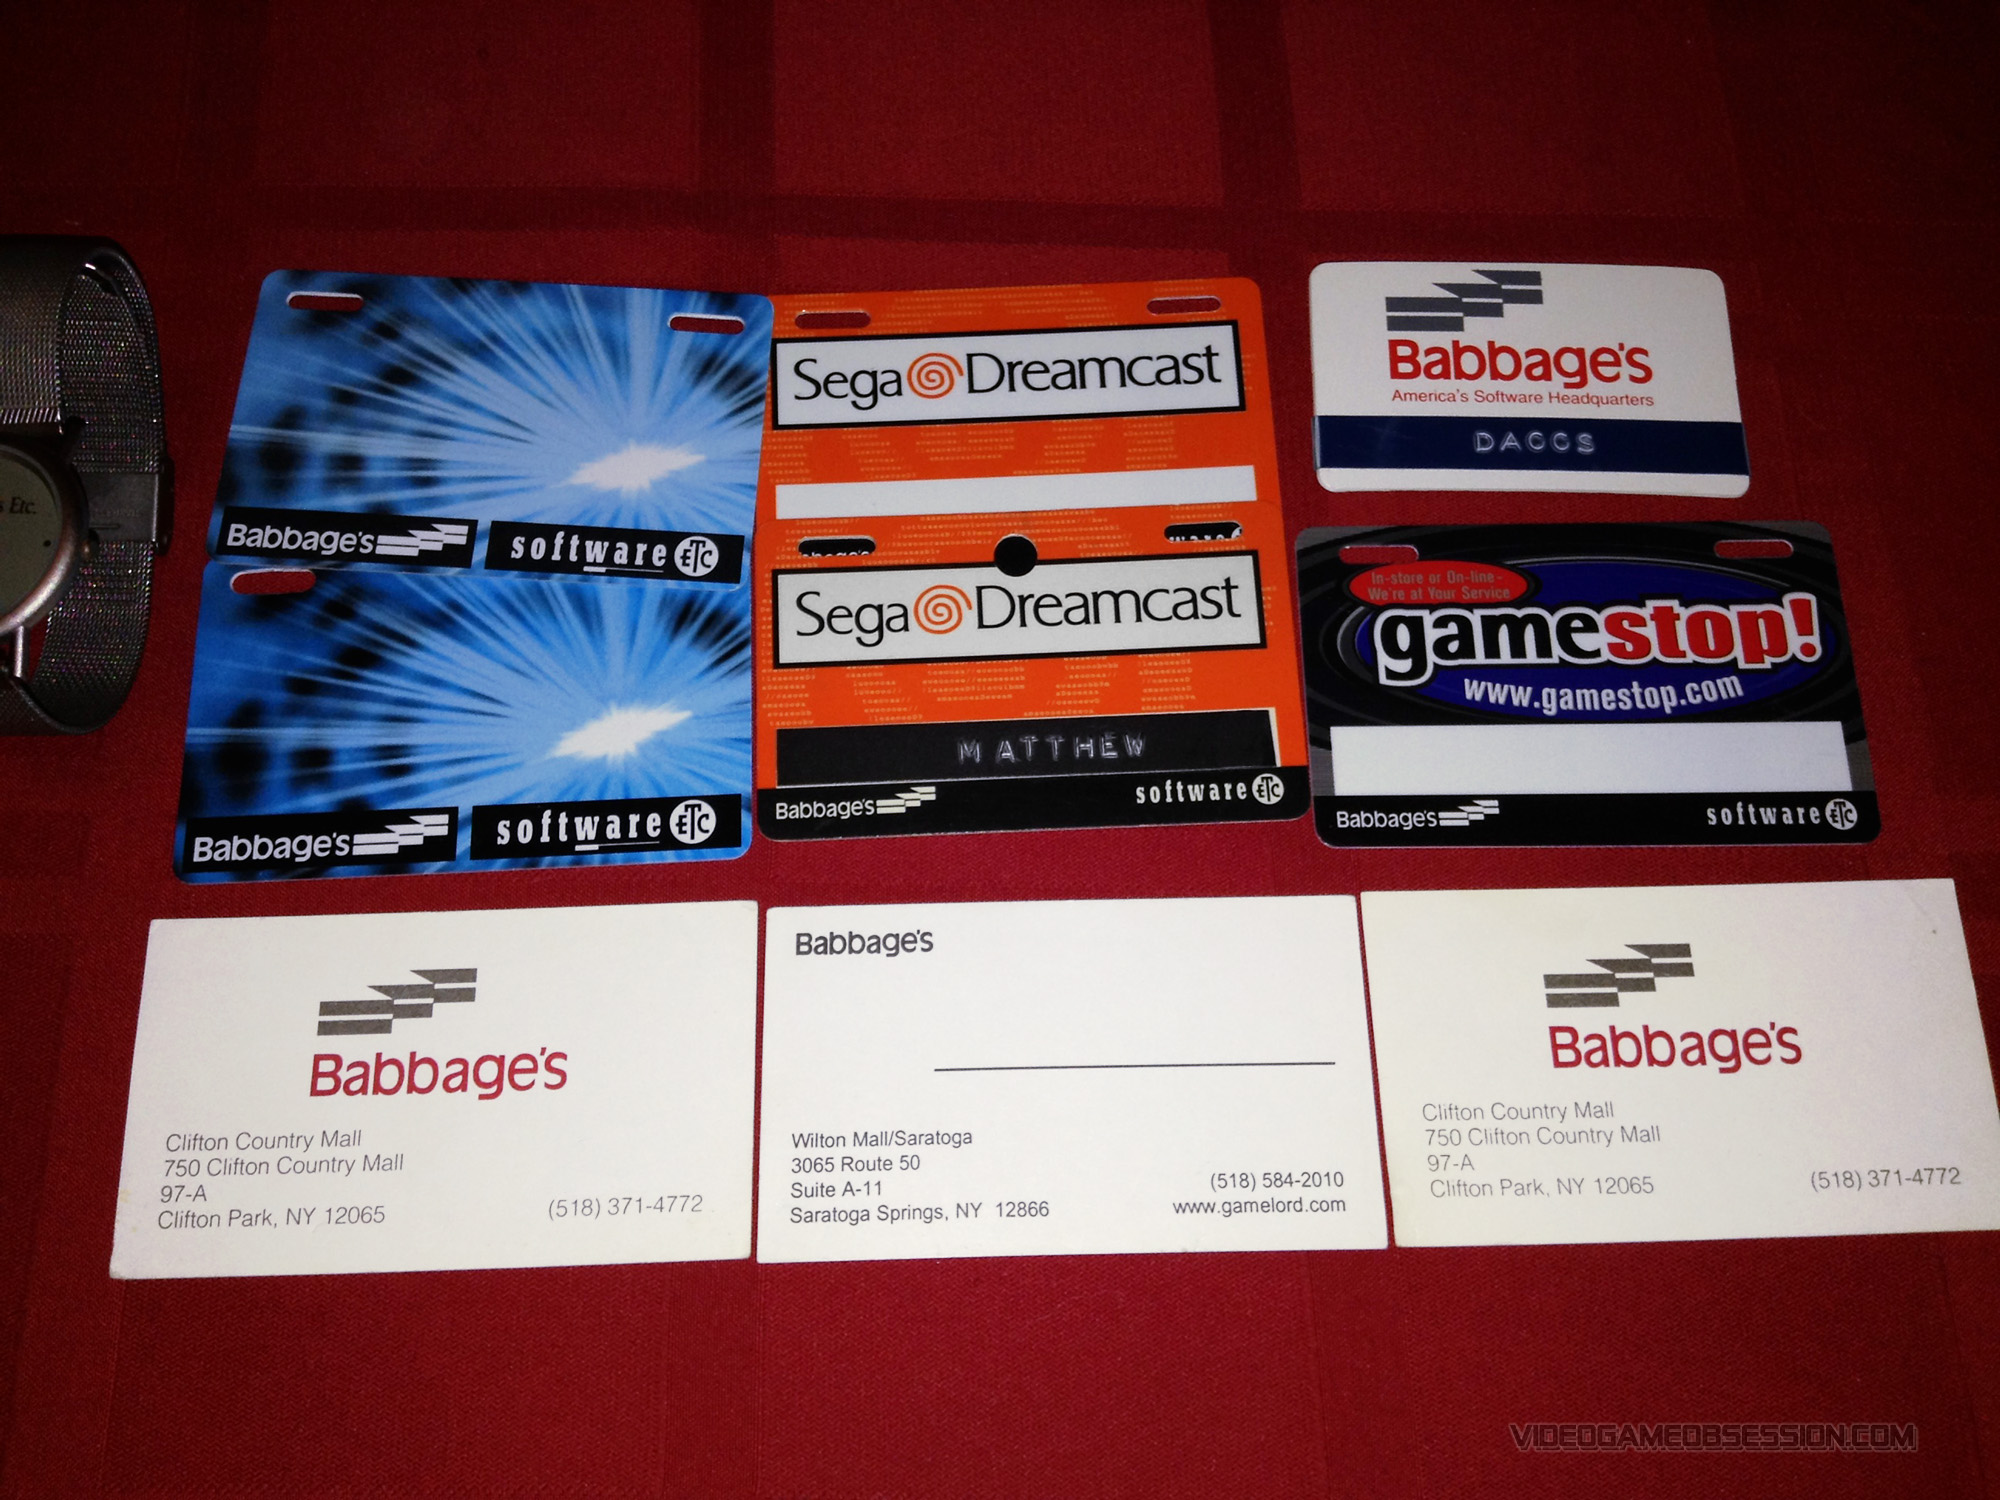 s Etc.
Babbage's
software ETC
Babbage's
software ETC
Sega Dreamcast
Sega Dreamcast
MATTHEW
Babbage's
software ETC
Babbage's
America's Software Headquarters
DACCS
In-store or On-line-
We're at Your Service
gamestop!
www.gamestop.com
Babbage's
software ETC
Babbage's
Clifton Country Mall
750 Clifton Country Mall
97-A
Clifton Park, NY 12065
(518) 371-4772
Babbage's
Wilton Mall/Saratoga
3065 Route 50
Suite A-11
Saratoga Springs, NY 12866
(518) 584-2010
www.gamelord.com
Babbage's
Clifton Country Mall
750 Clifton Country Mall
97-A
Clifton Park, NY 12065
(518) 371-4772
VIDEOGAMEOBSESSION.COM